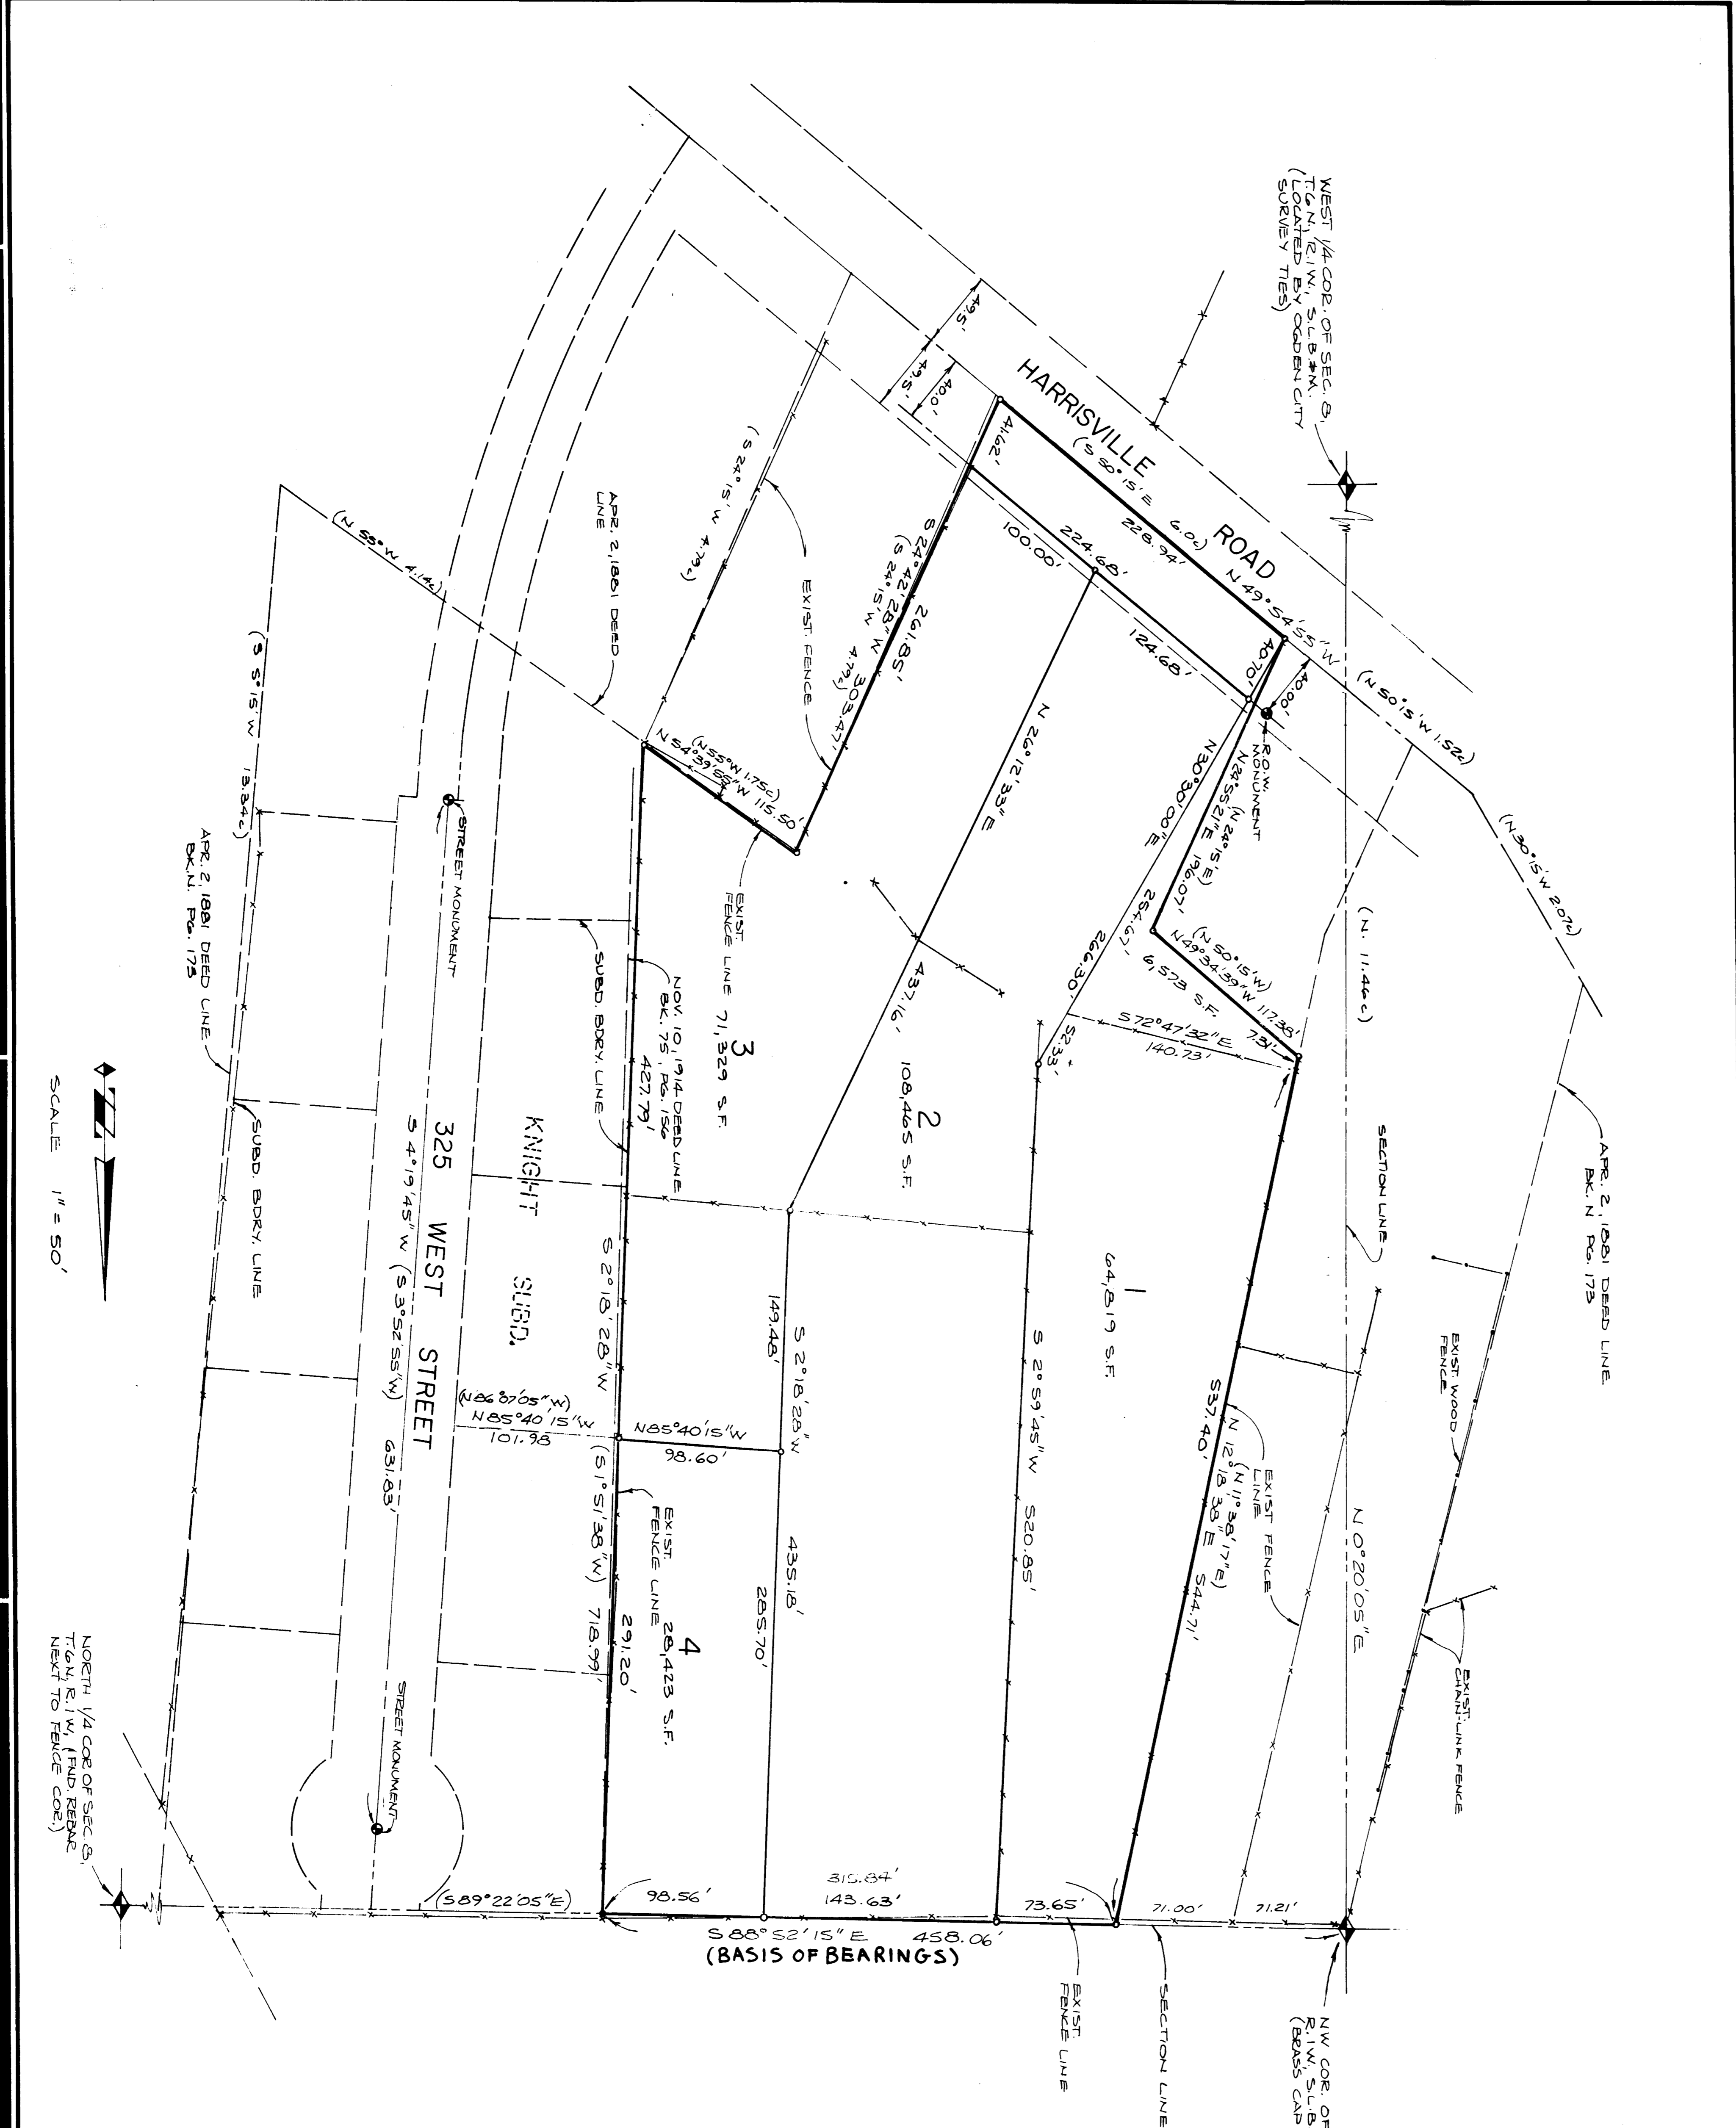 WEST 1/4 COR. OF SEC. 8,
T.6 N., R.1 W., S.L.B.&M.
(LOCATED BY OGDEN CITY
SURVEY TIES)
HARRISVILLE ROAD
(S 50°15' E 6.0c)
228.94'
N 49°54'55" W
(N 50°15' W 1.52c)
(N 30°15' W 2.07c)
49.5'
49.5'
40.0'
41.62'
224.68'
100.00'
124.68'
40.70'
40.00'
R.O.W.
MONUMENT
S 24°42'28" W 303.47'
(S 24°15' W 4.79c)
261.85'
(S 24°15' W 4.79c)
EXIST. FENCE
APR. 2, 1881 DEED
LINE
(N 55° W 4.14c)
(N 55° W 1.75c)
N 54°39'55" W 115.50'
N 26°12'33" E
437.16'
N 30°30'00" E
266.30'
254.67'
(N 24°15' E)
N 24°55'21" E 196.07'
(N 50°15' W)
N 49°34'39" W 117.38'
6,573 S.F.
S 72°47'32" E
140.73'
7.31'
52.33'
(N. 11.46c)
SECTION LINE
APR. 2, 1881 DEED LINE
BK. N PG. 173
(S 5°15' W 13.34c)
APR. 2, 1881 DEED LINE
BK. N. PG. 173
STREET MONUMENT
SUBD. BDRY. LINE
EXIST.
FENCE LINE
3
71,329 S.F.
NOV. 10, 1914 DEED LINE
BK. 75, PG. 156
427.79'
2
108,465 S.F.
1
64,819 S.F.
KNIGHT SUBD.
325 WEST STREET
S 4°19'45" W (S 3°52'55" W) 631.83'
SUBD. BDRY. LINE
SCALE 1" = 50'
S 2°18'28" W
(S 1°51'38" W) 718.99'
149.48'
S 2°18'28" W
435.18'
285.70'
S 2°59'45" W 520.85'
537.40'
N 12°18'38" E 544.71'
(N 11°38'17" E)
EXIST FENCE
LINE
N 0°20'05" E
EXIST. WOOD
FENCE
EXIST.
CHAIN-LINK FENCE
(N86°07'05"W)
N85°40'15"W
101.98
N85°40'15"W
98.60'
EXIST.
FENCE LINE
4
28,423 S.F.
291.20'
STREET MONUMENT
NORTH 1/4 COR OF SEC 8,
T.6N, R.1W, (FND. REBAR
NEXT TO FENCE COR.)
(S89°22'05"E)
98.56'
315.84'
143.63'
73.65'
71.00'
71.21'
S 88°52'15" E 458.06'
(BASIS OF BEARINGS)
EXIST.
FENCE LINE
SECTION LINE
NW COR. OF
R.1W, S.L.B
(BRASS CAP